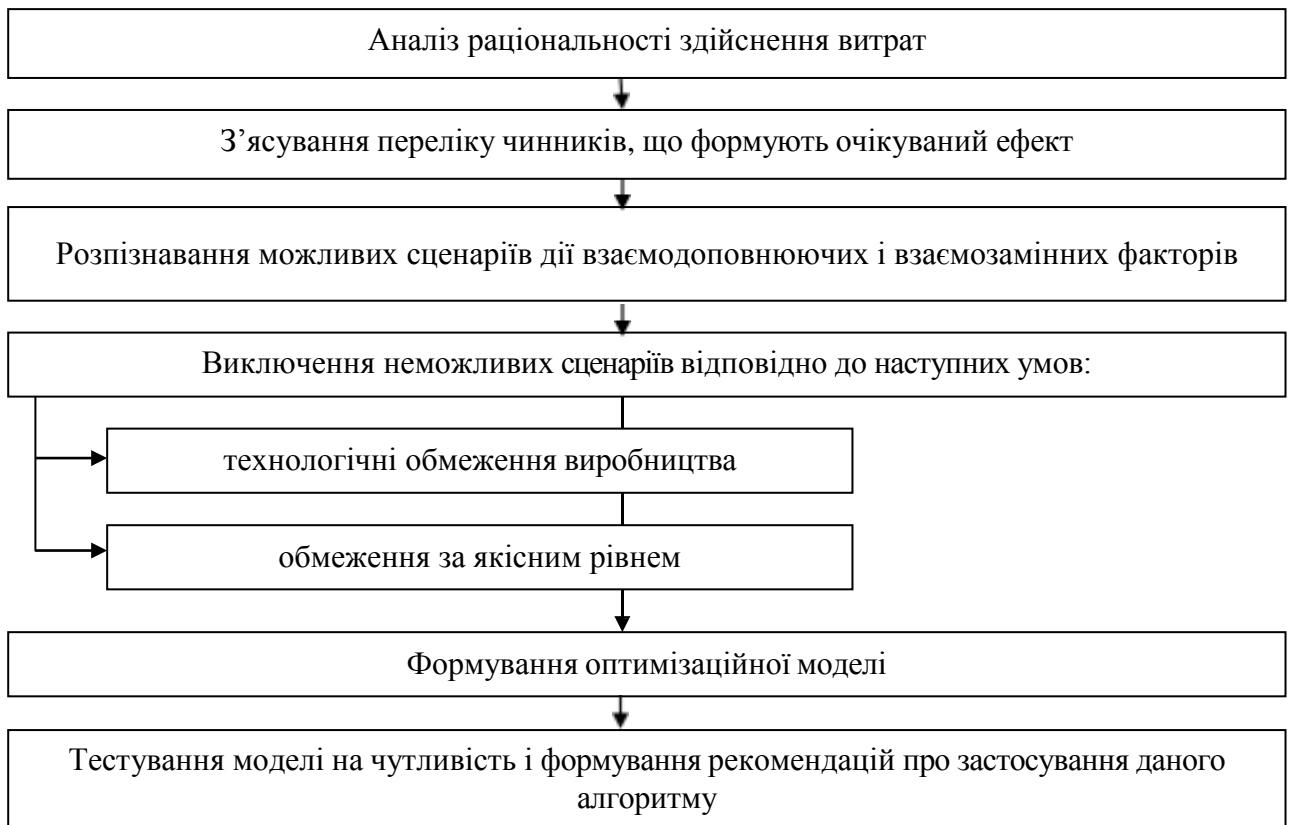 Аналіз раціональності здійснення витрат
З’ясування переліку чинників, що формують очікуваний ефект
Розпізнавання можливих сценаріїв дії взаємодоповнюючих і взаємозамінних факторів
Виключення неможливих сценаріїв відповідно до наступних умов:
технологічні обмеження виробництва
обмеження за якісним рівнем
Формування оптимізаційної моделі
Тестування моделі на чутливість і формування рекомендацій про застосування даного
алгоритму